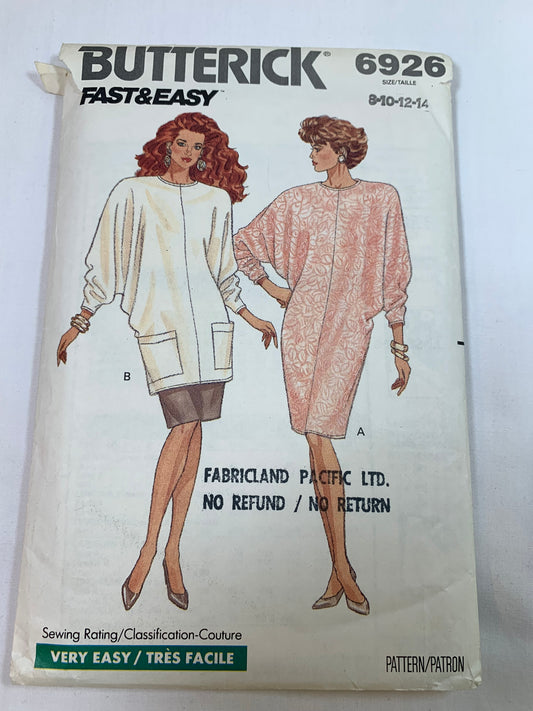 BUTTERICK® 6926
SIZE/TAILLE
FAST&EASY™ 8-10-12-14
B
A
FABRICLAND PACIFIC LTD.
NO REFUND / NO RETURN
Sewing Rating/Classification-Couture
VERY EASY / TRÈS FACILE
PATTERN/PATRON